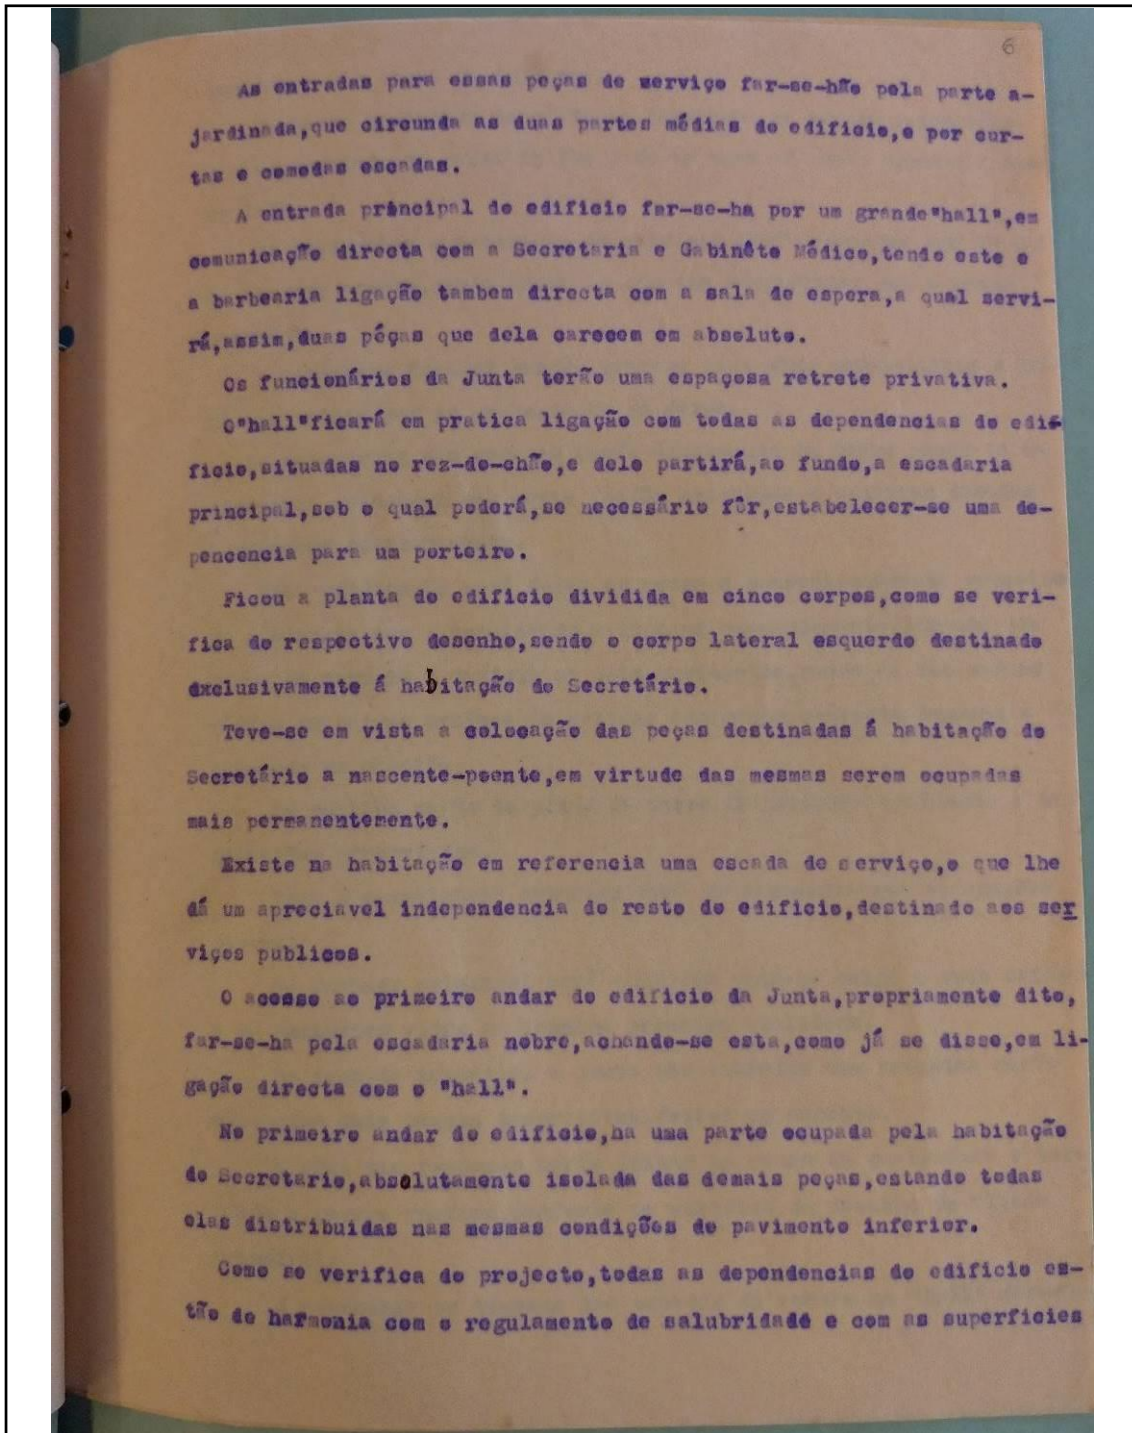 6
As entradas para essas peças de serviço far-se-hão pela parte a-
jardinada,que circunda as duas partes médias do edificio,e por cur-
tas e comodas escadas.
A entrada principal do edificio far-se-ha por um grande"hall",em
comunicação directa com a Secretaria e Gabinête Médico,tendo este e
a barbearia ligação tambem directa com a sala de espera,a qual servi-
rá,assim,duas péças que dela carecem em absoluto.
Os funcionários da Junta terão uma espaçosa retrete privativa.
O"hall"ficará em pratica ligação com todas as dependencias do edif
ficio,situadas no rez-do-chão,e dele partirá,ao fundo,a escadaria
principal,sob o qual poderá,se necessário fôr,estabelecer-se uma de-
pencencia para um porteiro.
Ficou a planta do edificio dividida em cinco corpos,como se veri-
fica do respectivo desenho,sendo o corpo lateral esquerdo destinado
exclusivamente á habitação do Secretário.
Teve-se em vista a colocação das peças destinadas á habitação do
Secretário a nascente-poente,em virtude das mesmas serem ocupadas
mais permanentemente.
Existe na habitação em referencia uma escada de serviço,o que lhe
dá um apreciavel independencia do resto do edificio,destinado aos ser
viços publicos.
O acesso ao primeiro andar do edificio da Junta,propriamente dito,
far-se-ha pela escadaria nobre,achando-se esta,como já se disse,em li-
gação directa com o "hall".
No primeiro andar do edificio,ha uma parte ocupada pela habitação
do Secretario,absolutamente isolada das demais peças,estando todas
elas distribuidas nas mesmas condições do pavimento inferior.
Como se verifica do projecto,todas as dependencias do edificio es-
tão de harmonia com o regulamento de salubridade e com as superficies